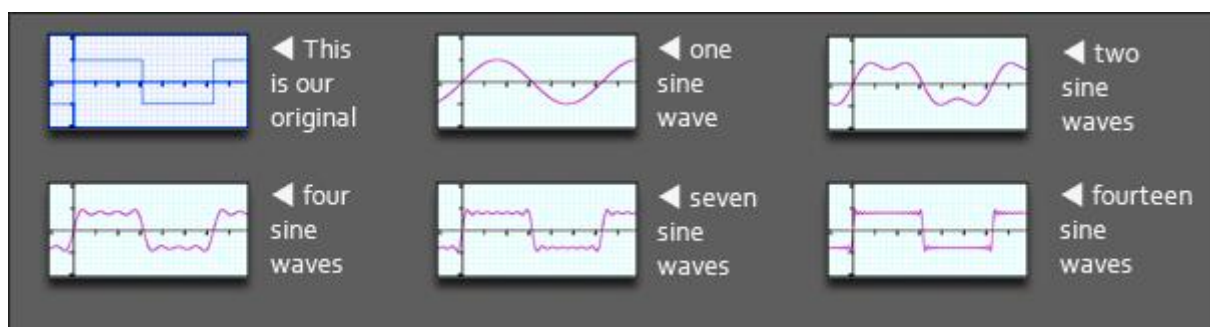 ◀ This
is our
original
◀ one
sine
wave
◀ two
sine
waves
◀ four
sine
waves
◀ seven
sine
waves
◀ fourteen
sine
waves